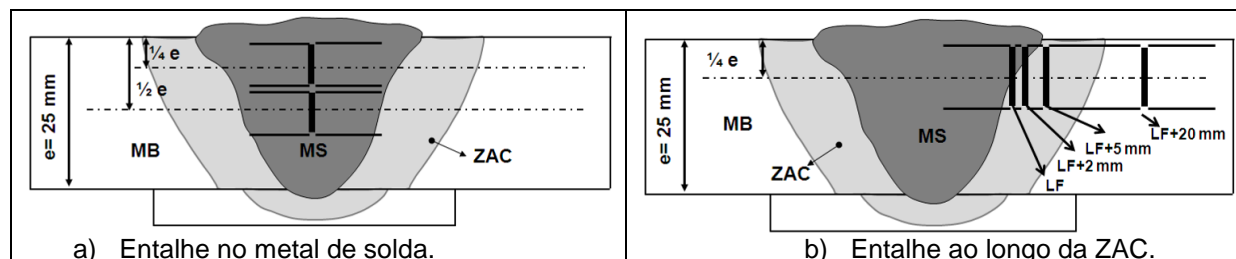 ¼ e
½ e
e= 25 mm
MB
MS
ZAC
a) Entalhe no metal de solda.
¼ e
e= 25 mm
MB
MS
ZAC
LF+20 mm
LF+5 mm
LF+2 mm
LF
b) Entalhe ao longo da ZAC.